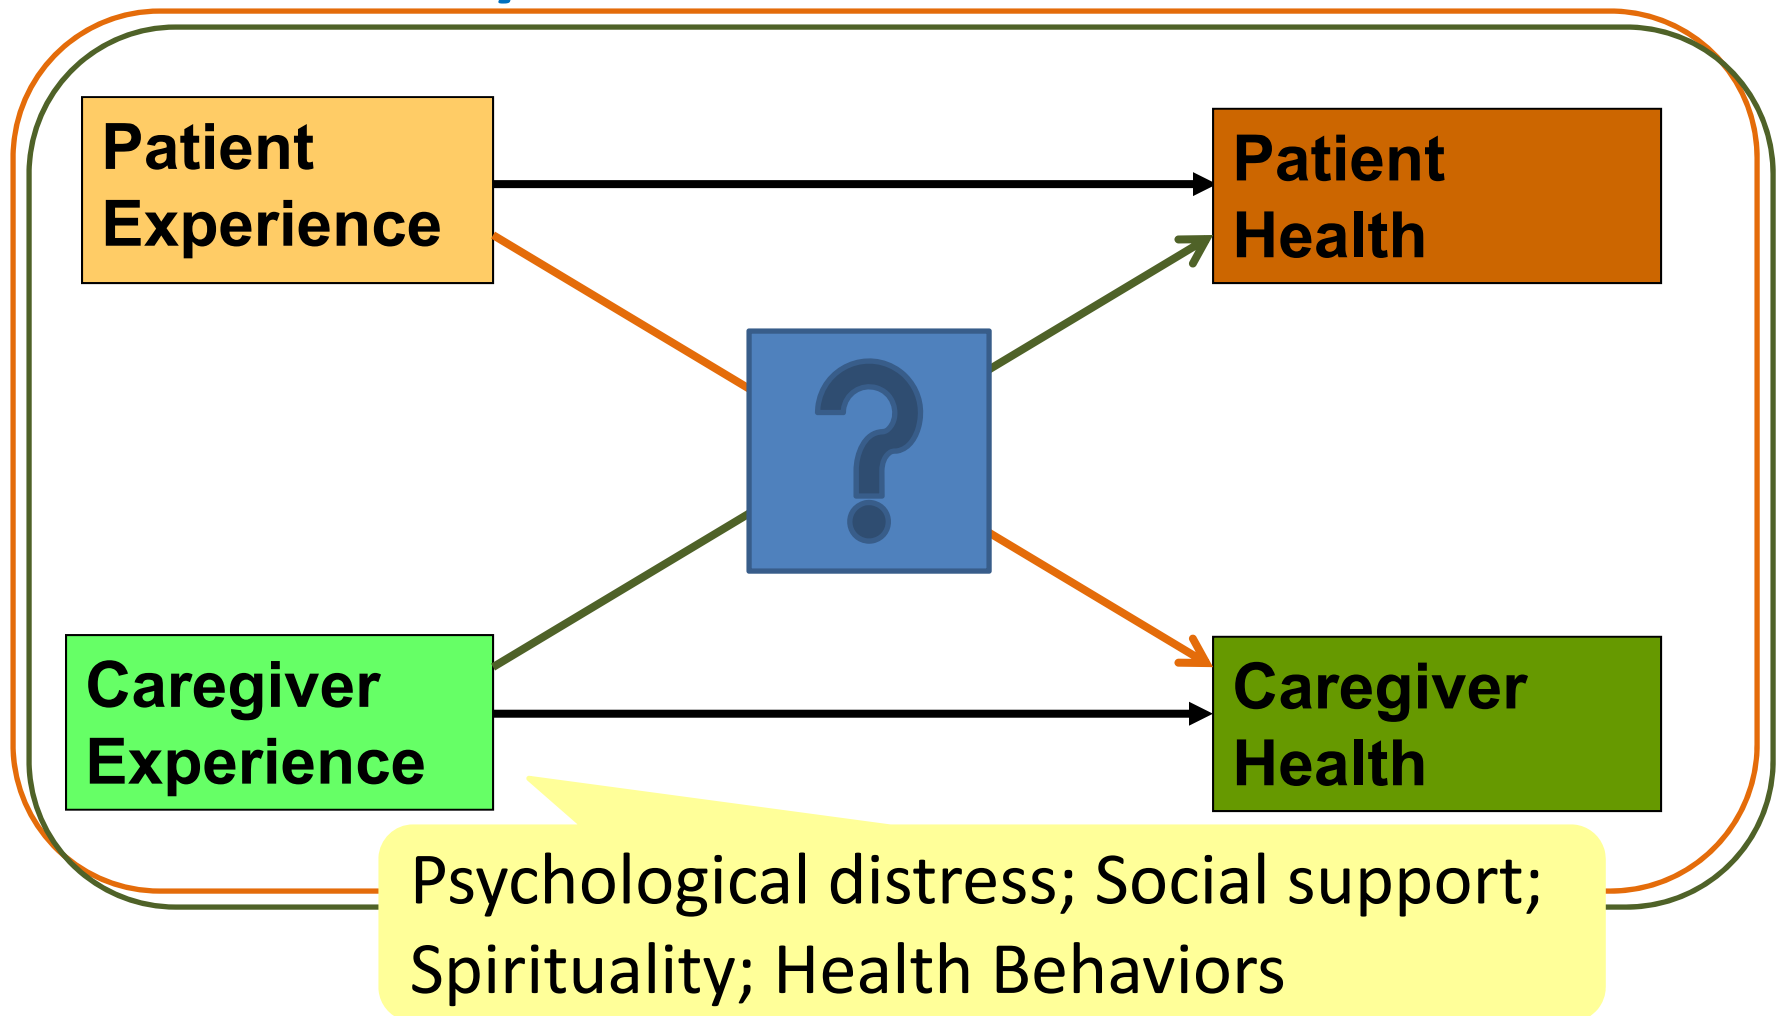 Patient
Experience
Patient
Health
?
Caregiver
Experience
Caregiver
Health
Psychological distress; Social support;
Spirituality; Health Behaviors